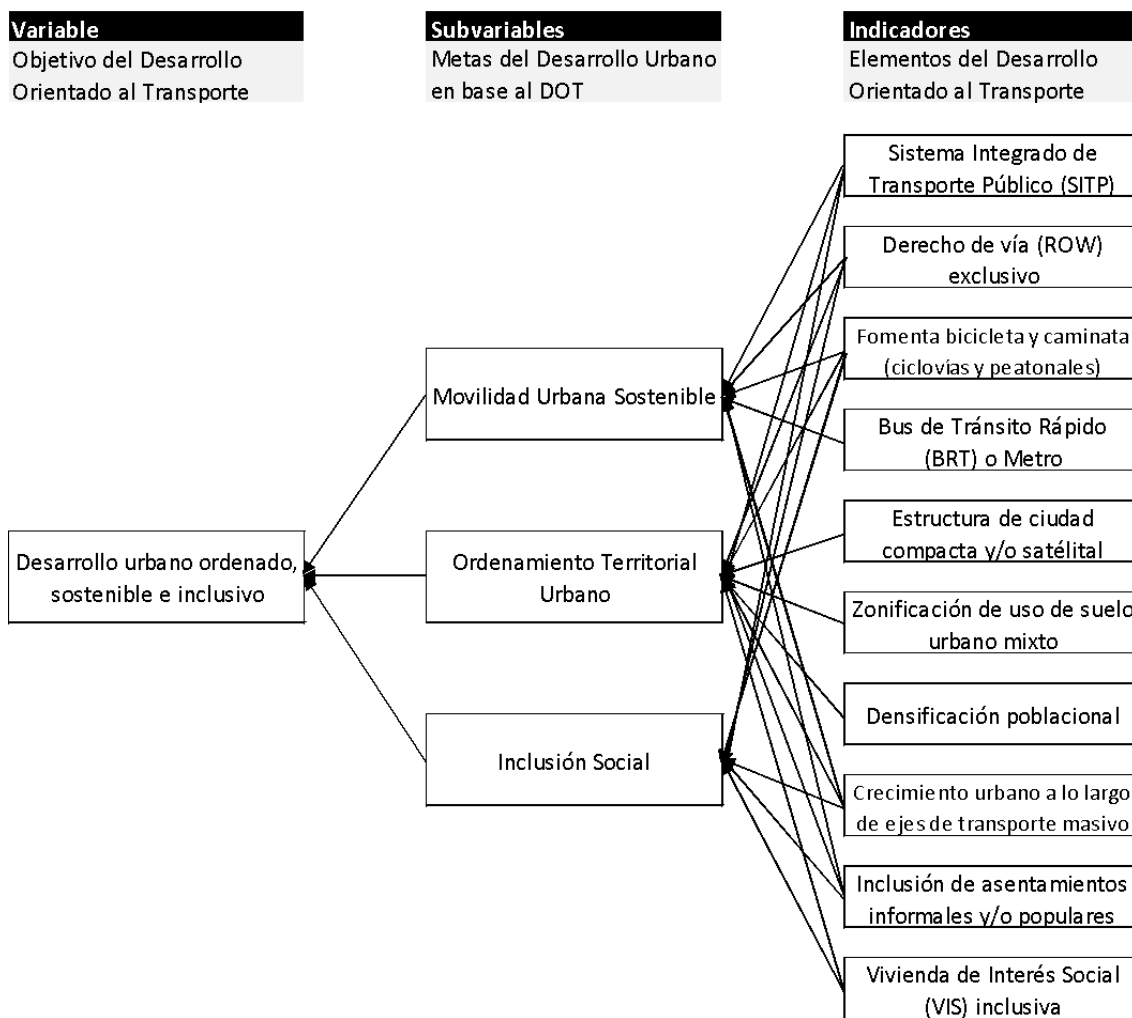 Variable
Objetivo del Desarrollo
Orientado al Transporte
Subvariables
Metas del Desarrollo Urbano
en base al DOT
Indicadores
Elementos del Desarrollo
Orientado al Transporte
Desarrollo urbano ordenado,
sostenible e inclusivo
Movilidad Urbana Sostenible
Ordenamiento Territorial
Urbano
Inclusión Social
Sistema Integrado de
Transporte Público (SITP)
Derecho de vía (ROW)
exclusivo
Fomenta bicicleta y caminata
(ciclovías y peatonales)
Bus de Tránsito Rápido
(BRT) o Metro
Estructura de ciudad
compacta y/o satélital
Zonificación de uso de suelo
urbano mixto
Densificación poblacional
Crecimiento urbano a lo largo
de ejes de transporte masivo
Inclusión de asentamientos
informales y/o populares
Vivienda de Interés Social
(VIS) inclusiva